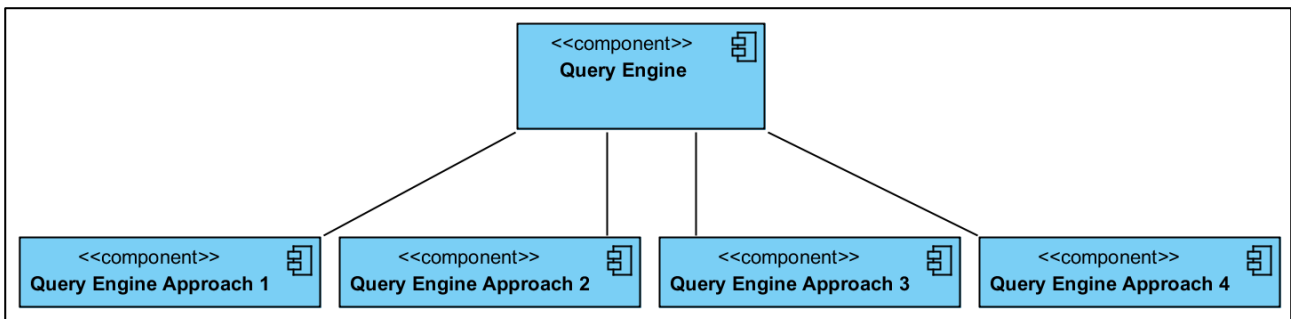 <<component>>
Query Engine
<<component>>
Query Engine Approach 1
<<component>>
Query Engine Approach 2
<<component>>
Query Engine Approach 3
<<component>>
Query Engine Approach 4